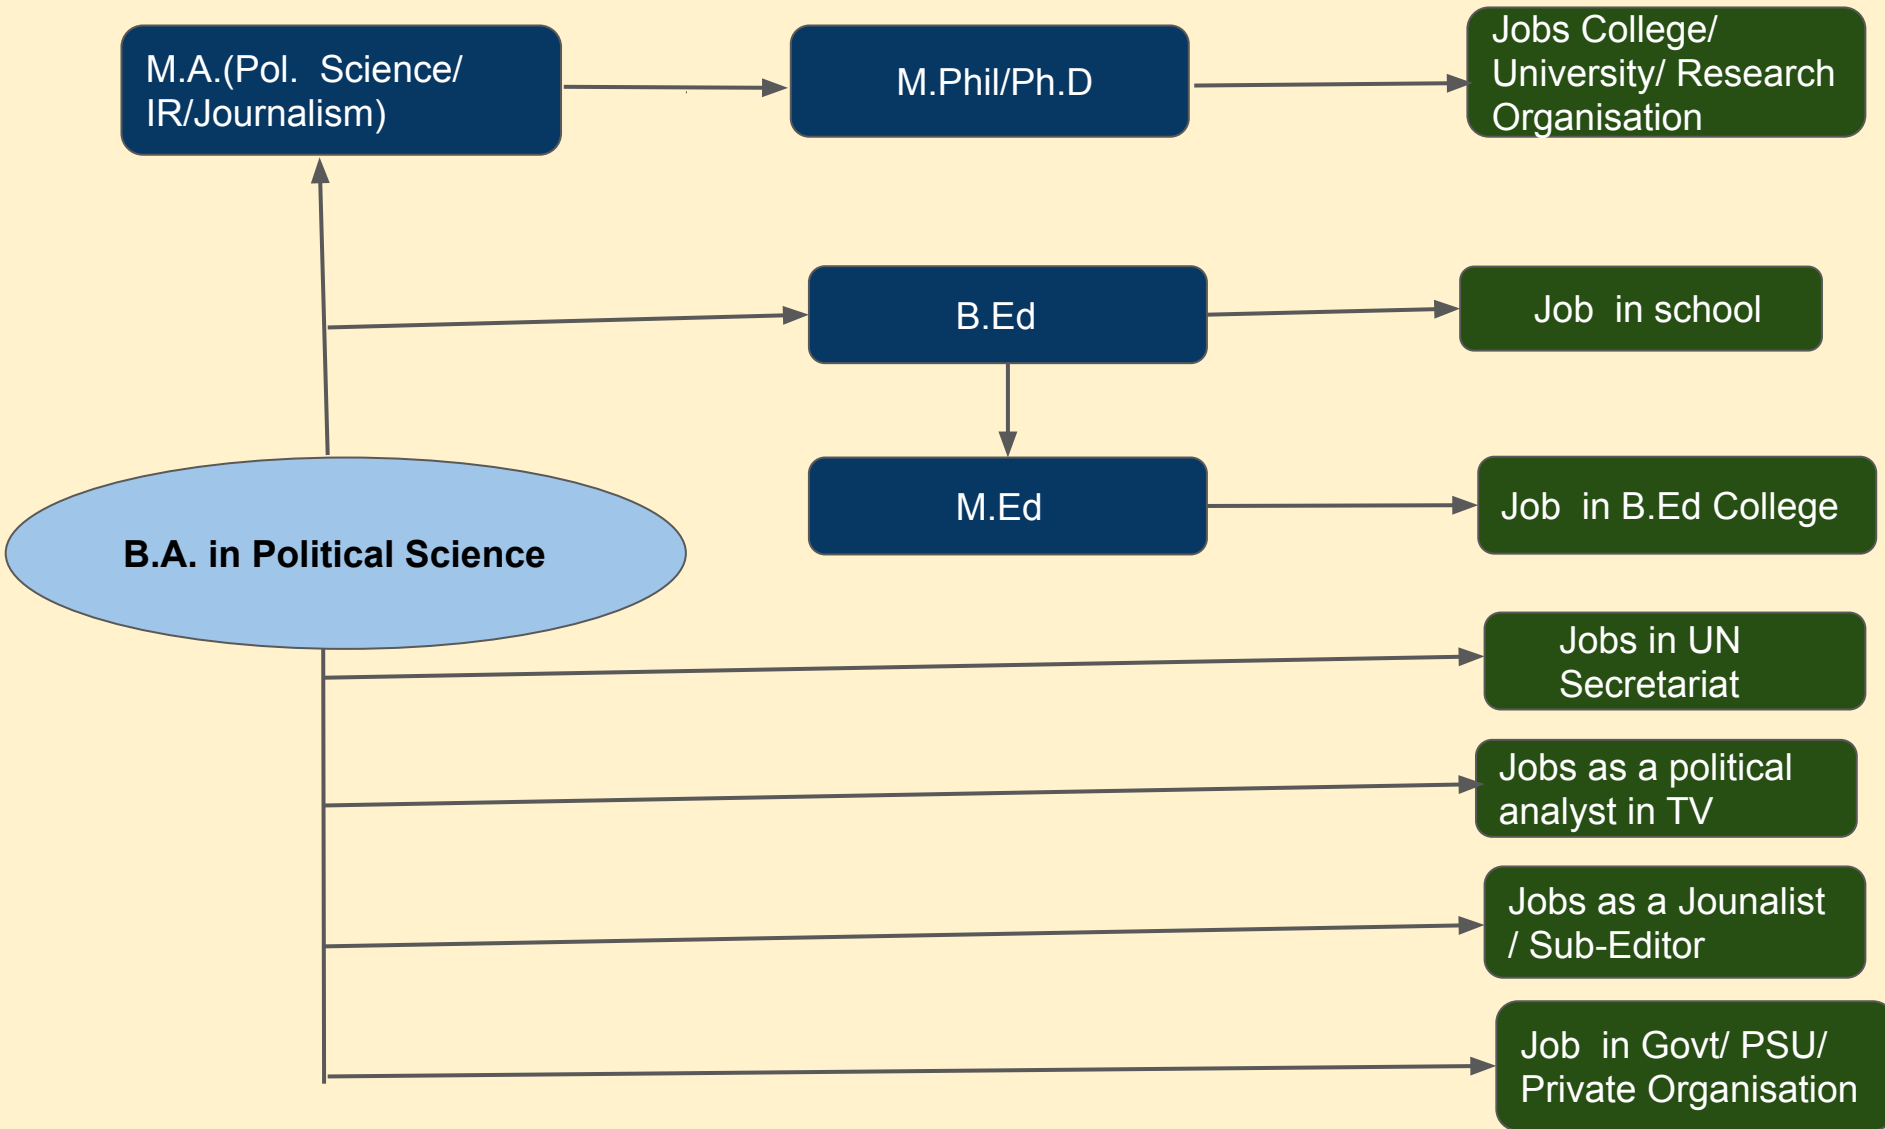 M.A.(Pol.  Science/
IR/Journalism)
M.Phil/Ph.D
Jobs College/
University/ Research
Organisation
B.Ed
Job  in school
M.Ed
Job  in B.Ed College
B.A. in Political Science
Jobs in UN
Secretariat
Jobs as a political
analyst in TV
Jobs as a Jounalist
/ Sub-Editor
Job  in Govt/ PSU/
Private Organisation